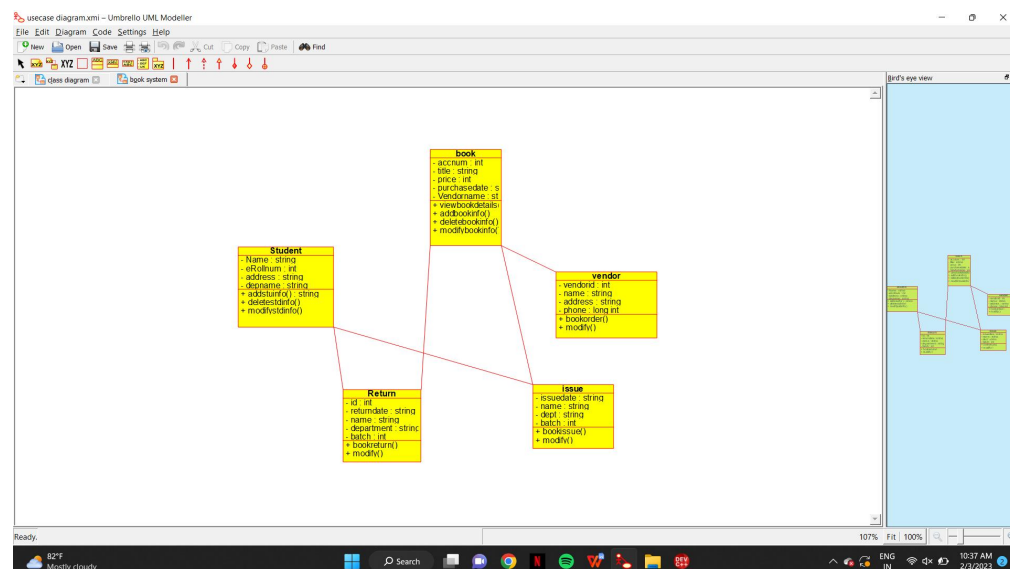 usecase diagram.xmi – Umbrello UML Modeller
File Edit Diagram Code Settings Help
New Open Save Cut Copy Paste Find
XYZ
class diagram book system
Bird's eye view
book
- accnum : int
- title : string
- price : int
- purchasedate : s
- Vendorname : st
+ viewbookdetails(
+ addbookinfo()
+ deletebookinfo()
+ modifybookinfo(
Student
- Name : string
- eRollnum : int
- address : string
- depname : string
+ addstuinfo() : string
+ deletestdinfo()
+ modifystdinfo()
vendor
- vendorid : int
- name : string
- address : string
- phone : long int
+ bookorder()
+ modify()
Return
- id : int
- returndate : string
- name : string
- department : string
- batch : int
+ bookreturn()
+ modify()
issue
- issuedate : string
- name : string
- dept : string
- batch : int
+ bookissue()
+ modify()
Ready.
107% Fit 100%
82°F
Mostly cloudy
Search
ENG
IN
10:37 AM
2/3/2023
2